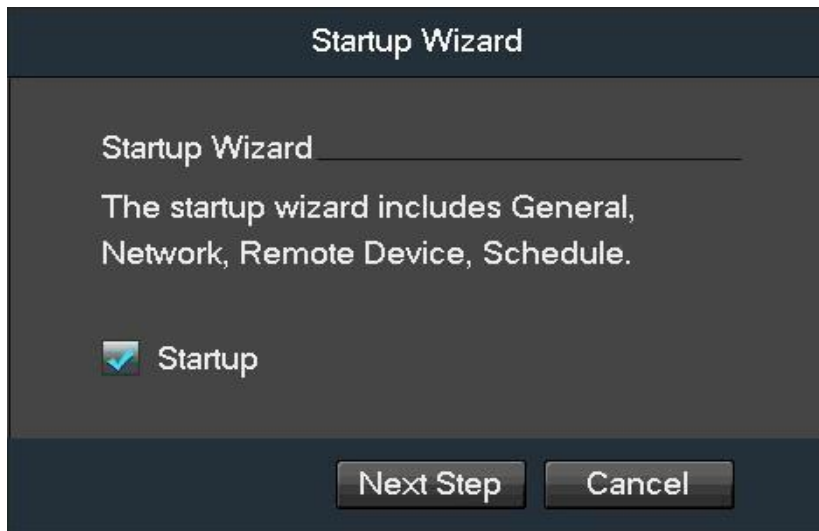 Startup Wizard
Startup Wizard
The startup wizard includes General,
Network, Remote Device, Schedule.
Startup
Next Step
Cancel